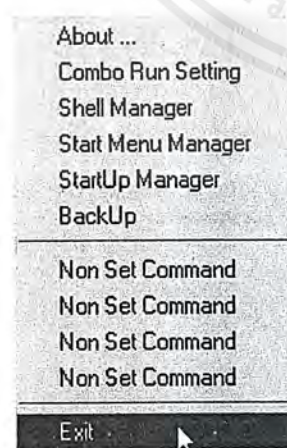 About ...
Combo Run Setting
Shell Manager
Start Menu Manager
StartUp Manager
BackUp
Non Set Command
Non Set Command
Non Set Command
Non Set Command
Exit